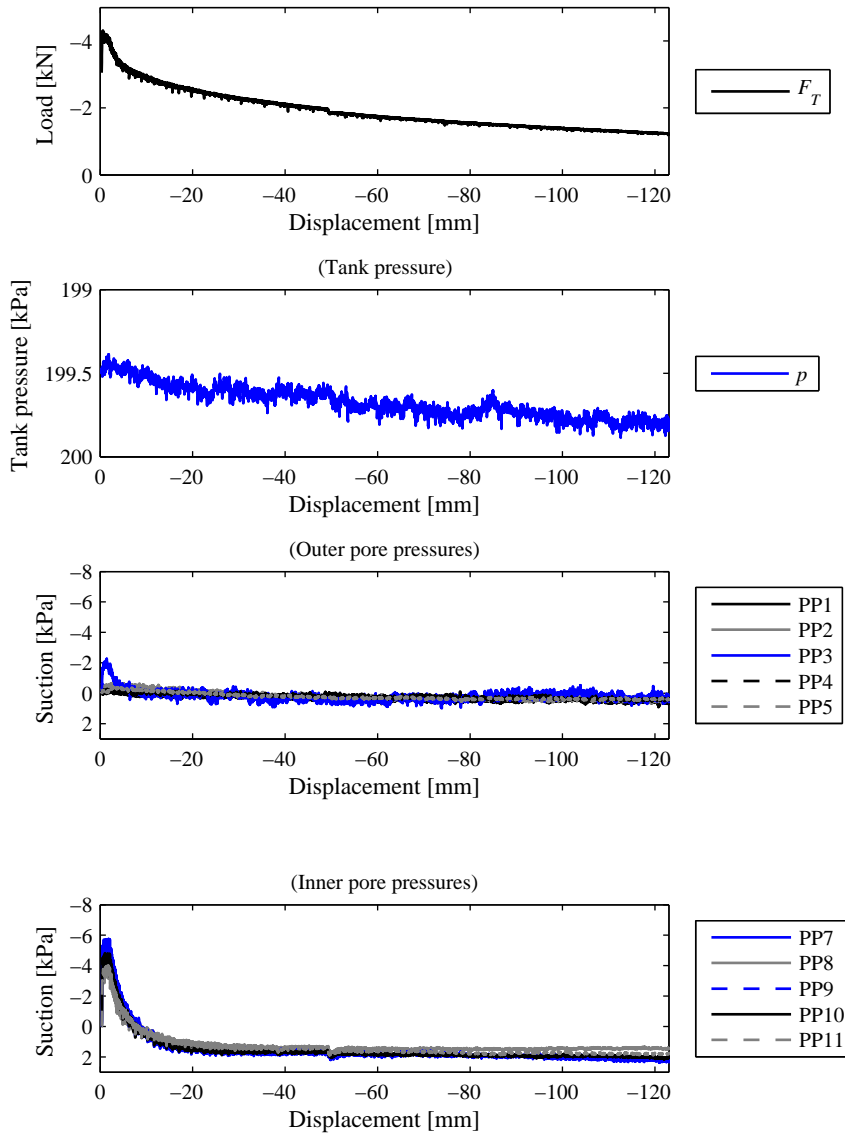 Load [kN]
−4
−2
0
0 −20 −40 −60 −80 −100 −120
Displacement [mm]
F_T
(Tank pressure)
Tank pressure [kPa]
199
199.5
200
0 −20 −40 −60 −80 −100 −120
Displacement [mm]
p
(Outer pore pressures)
Suction [kPa]
−8
−6
−4
−2
0
2
0 −20 −40 −60 −80 −100 −120
Displacement [mm]
PP1
PP2
PP3
PP4
PP5
(Inner pore pressures)
Suction [kPa]
−8
−6
−4
−2
0
2
0 −20 −40 −60 −80 −100 −120
Displacement [mm]
PP7
PP8
PP9
PP10
PP11